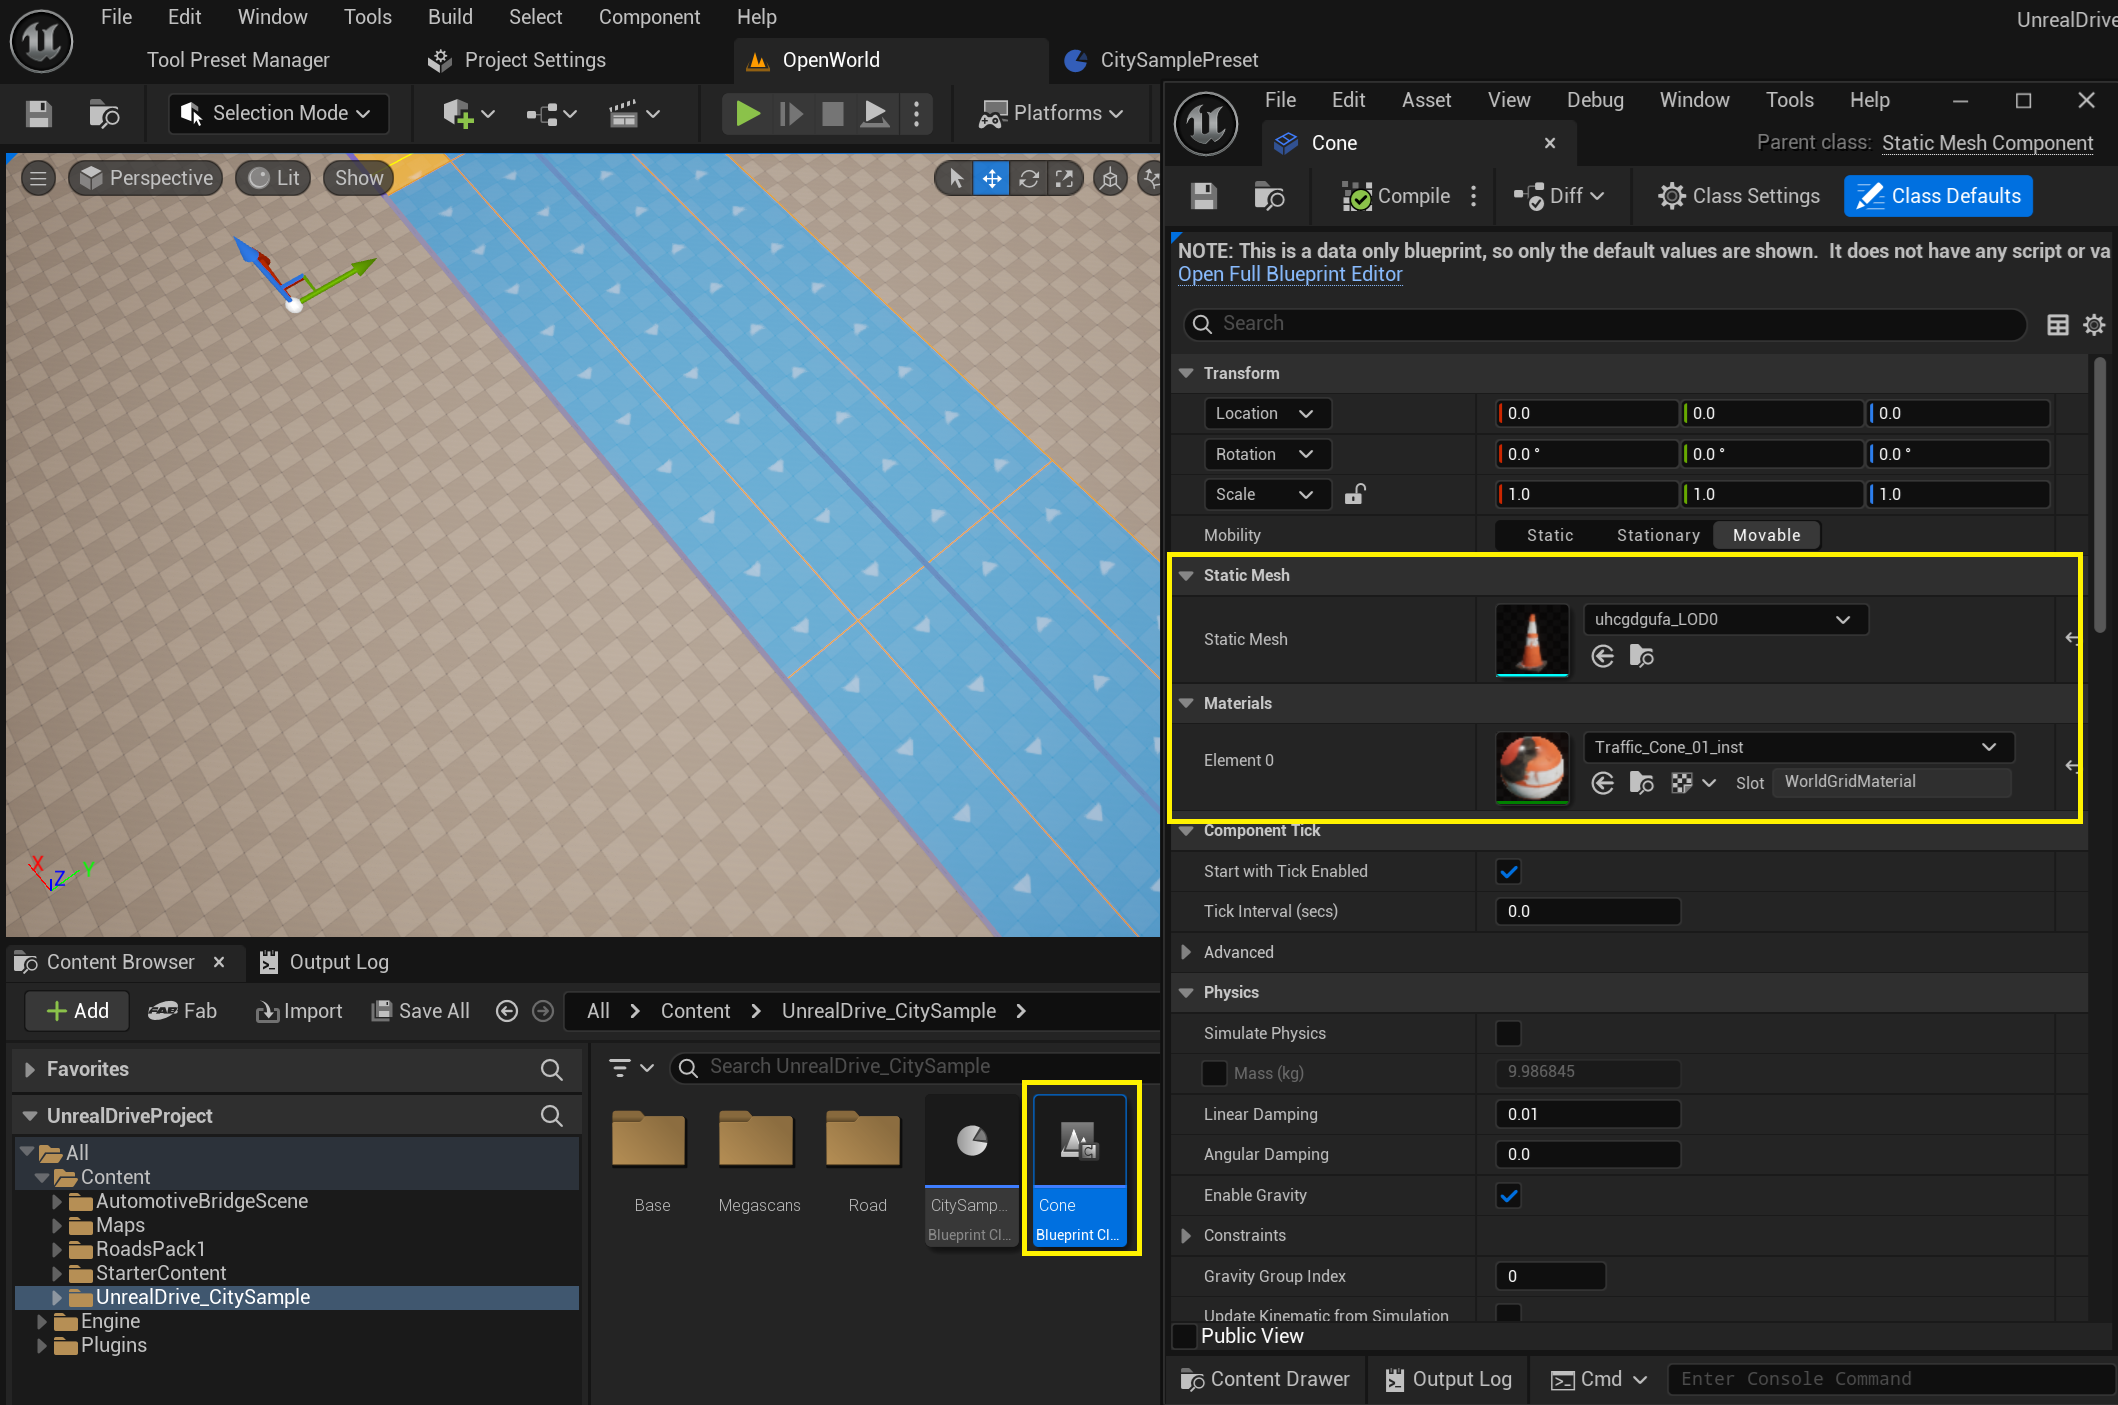 File Edit Window Tools Build Select Component Help
UnrealDrive
Tool Preset Manager
Project Settings
OpenWorld
CitySamplePreset
Selection Mode
Platforms
Perspective
Lit
Show
X
Z
Y
Content Browser
Output Log
Add
Fab
Import
Save All
All > Content > UnrealDrive_CitySample >
Favorites
UnrealDriveProject
All
Content
AutomotiveBridgeScene
Maps
RoadsPack1
StarterContent
UnrealDrive_CitySample
Engine
Plugins
Search UnrealDrive_CitySample
Base
Megascans
Road
CitySamp...
Blueprint Cl...
Cone
Blueprint Cl...
File Edit Asset View Debug Window Tools Help
Cone
Parent class: Static Mesh Component
Compile
Diff
Class Settings
Class Defaults
NOTE: This is a data only blueprint, so only the default values are shown. It does not have any script or va
Open Full Blueprint Editor
Search
Transform
Location 0.0 0.0 0.0
Rotation 0.0 ° 0.0 ° 0.0 °
Scale 1.0 1.0 1.0
Mobility Static Stationary Movable
Static Mesh
Static Mesh uhcgdgufa_LOD0
Materials
Element 0 Traffic_Cone_01_inst
Slot WorldGridMaterial
Component Tick
Start with Tick Enabled
Tick Interval (secs) 0.0
Advanced
Physics
Simulate Physics
Mass (kg) 9.986845
Linear Damping 0.01
Angular Damping 0.0
Enable Gravity
Constraints
Gravity Group Index 0
Update Kinematic from Simulation
Public View
Content Drawer
Output Log
Cmd
Enter Console Command